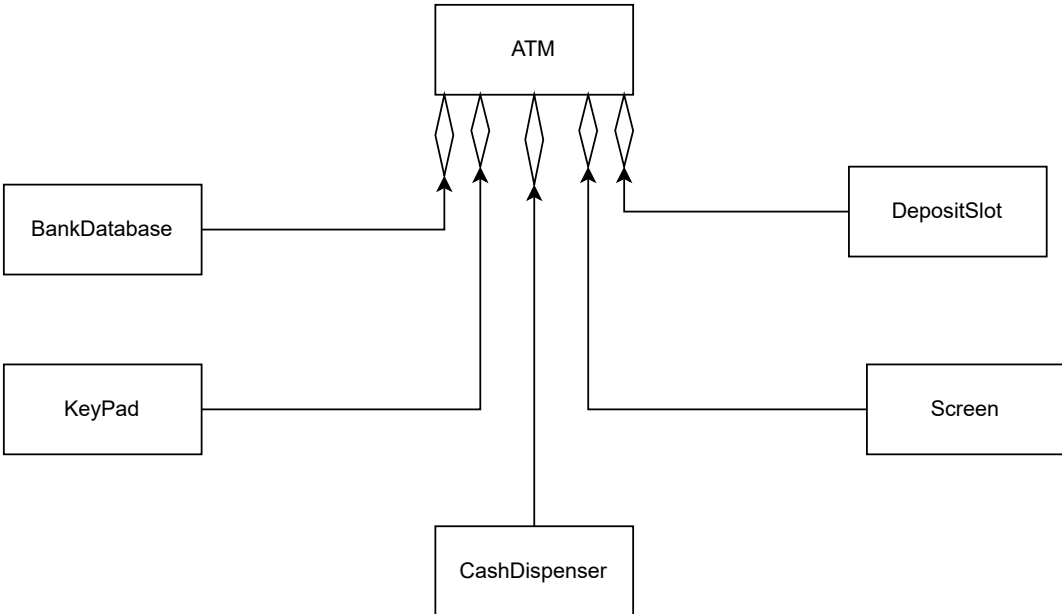 ATM
BankDatabase
DepositSlot
KeyPad
Screen
CashDispenser